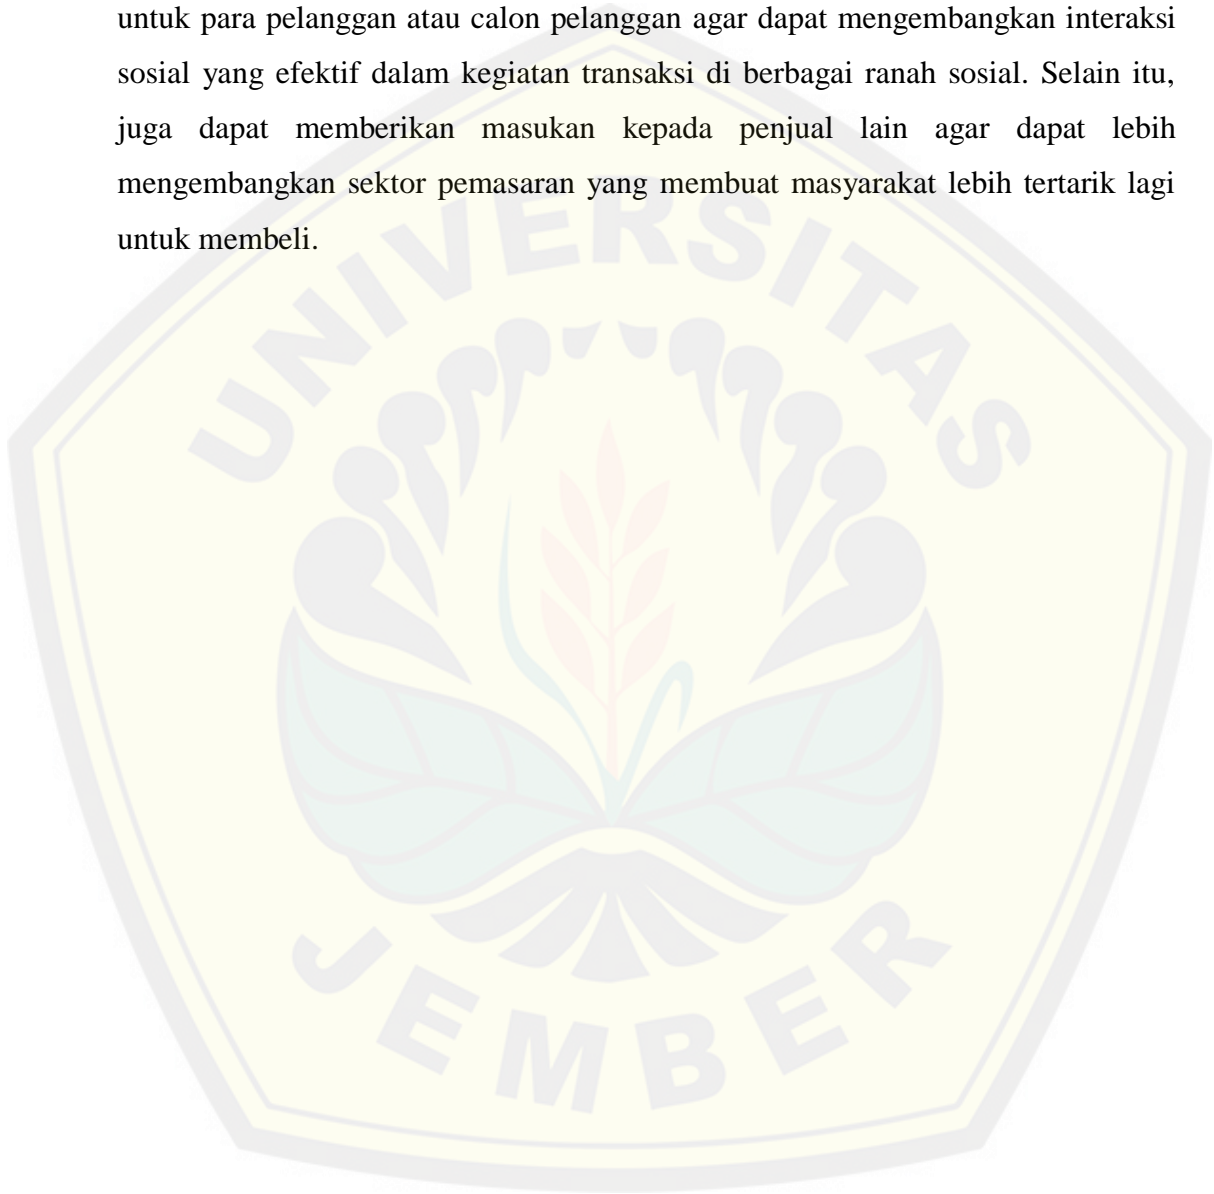 untuk para pelanggan atau calon pelanggan agar dapat mengembangkan interaksi
sosial yang efektif dalam kegiatan transaksi di berbagai ranah sosial. Selain itu,
juga dapat memberikan masukan kepada penjual lain agar dapat lebih
mengembangkan sektor pemasaran yang membuat masyarakat lebih tertarik lagi
untuk membeli.
UNIVERSITAS
JEMBER